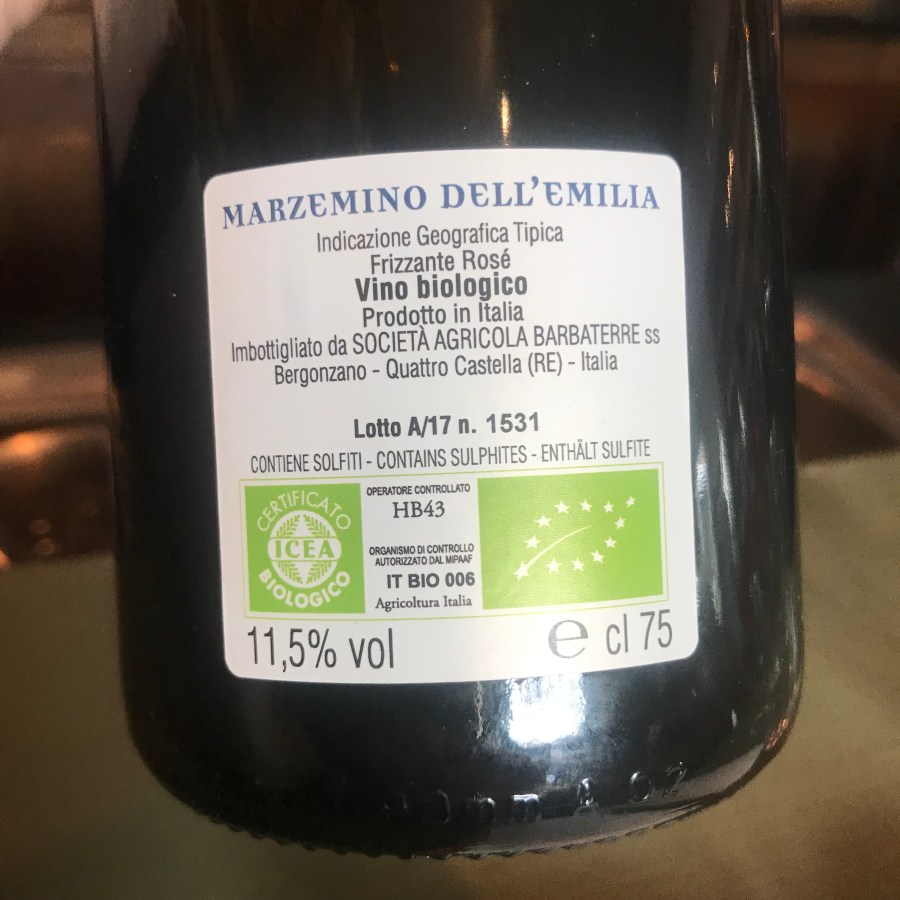 MARZEMINO DELL'EMILIA
Indicazione Geografica Tipica
Frizzante Rosé
Vino biologico
Prodotto in Italia
Imbottigliato da SOCIETÀ AGRICOLA BARBATERRE ss
Bergonzano - Quattro Castella (RE) - Italia
Lotto A/17 n. 1531
CONTIENE SOLFITI - CONTAINS SULPHITES - ENTHÄLT SULFITE
CERTIFICATO
ICEA
BIOLOGICO
OPERATORE CONTROLLATO
HB43
ORGANISMO DI CONTROLLO
AUTORIZZATO DAL MIPAAF
IT BIO 006
Agricoltura Italia
11,5% vol
e cl 75